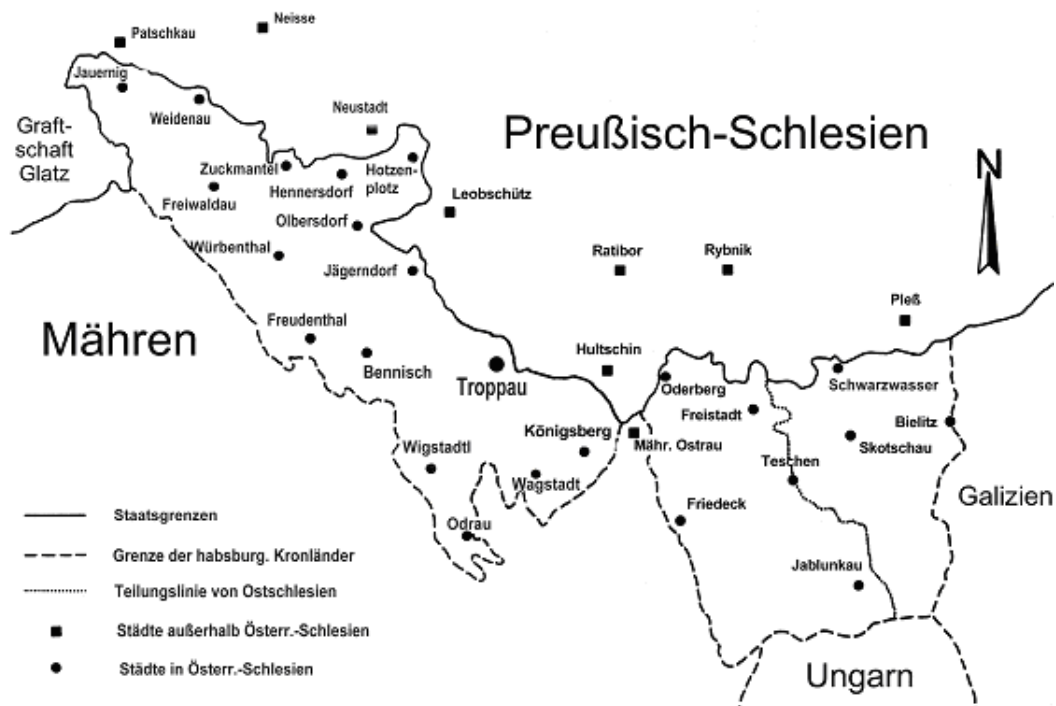 Neisse
Patschkau
Jauernig
Weidenau
Neustadt
Preußisch-Schlesien
Graft-
schaft
Glatz
Zuckmantel
Hennersdorf
Hotzen-
plotz
Freiwaldau
Leobschütz
Olbersdorf
N
Würbenthal
Jägerndorf
Ratibor
Rybnik
Pleß
Mähren
Freudenthal
Bennisch
Troppau
Hultschin
Oderberg
Schwarzwasser
Freistadt
Bielitz
Königsberg
Mähr. Ostrau
Skotschau
Wigstadtl
Wagstadt
Teschen
Galizien
Friedeck
Odrau
Jablunkau
Ungarn
Staatsgrenzen
Grenze der habsburg. Kronländer
Teilungslinie von Ostschlesien
Städte außerhalb Österr.-Schlesien
Städte in Österr.-Schlesien